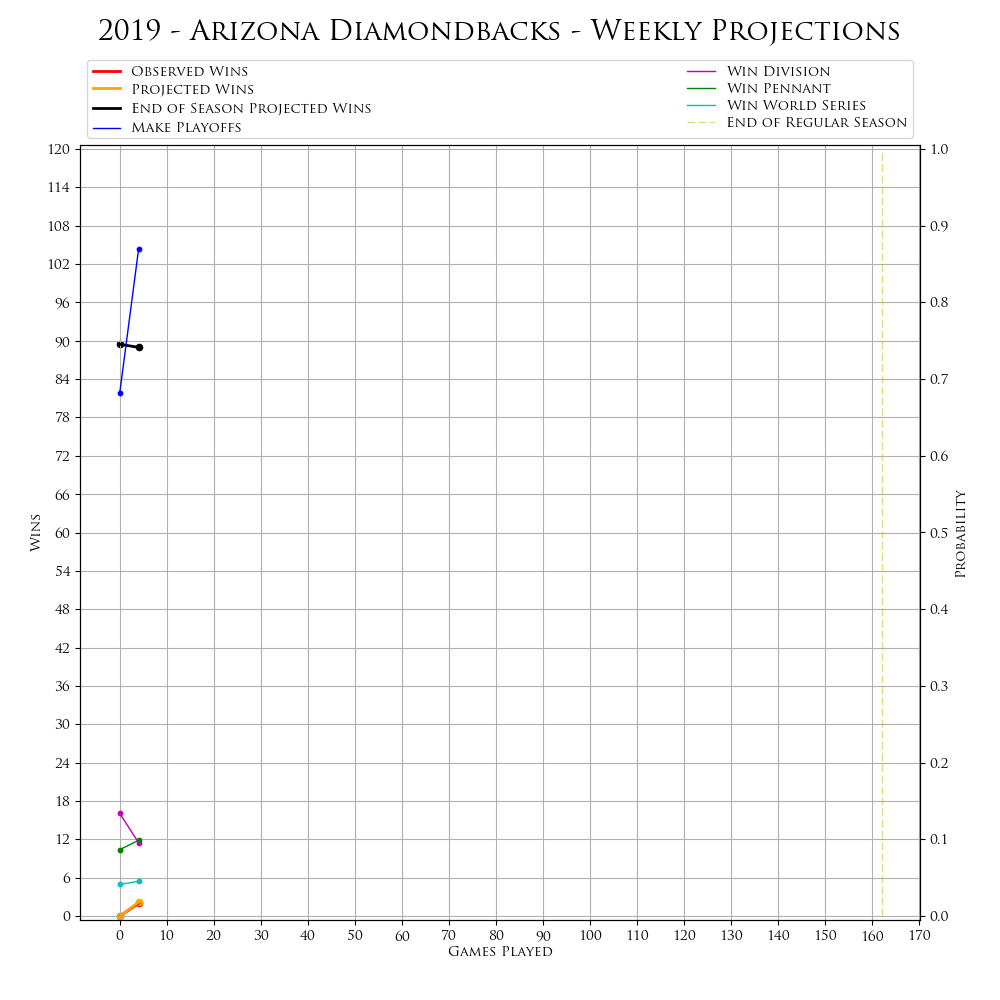 2019 - Arizona Diamondbacks - Weekly Projections
Observed Wins
Projected Wins
End of Season Projected Wins
Make Playoffs
Win Division
Win Pennant
Win World Series
End of Regular Season
120
114
108
102
96
90
84
78
72
66
60
54
48
42
36
30
24
18
12
6
0
Wins
1.0
0.9
0.8
0.7
0.6
0.5
0.4
0.3
0.2
0.1
0.0
Probability
0 10 20 30 40 50 60 70 80 90 100 110 120 130 140 150 160 170
Games Played